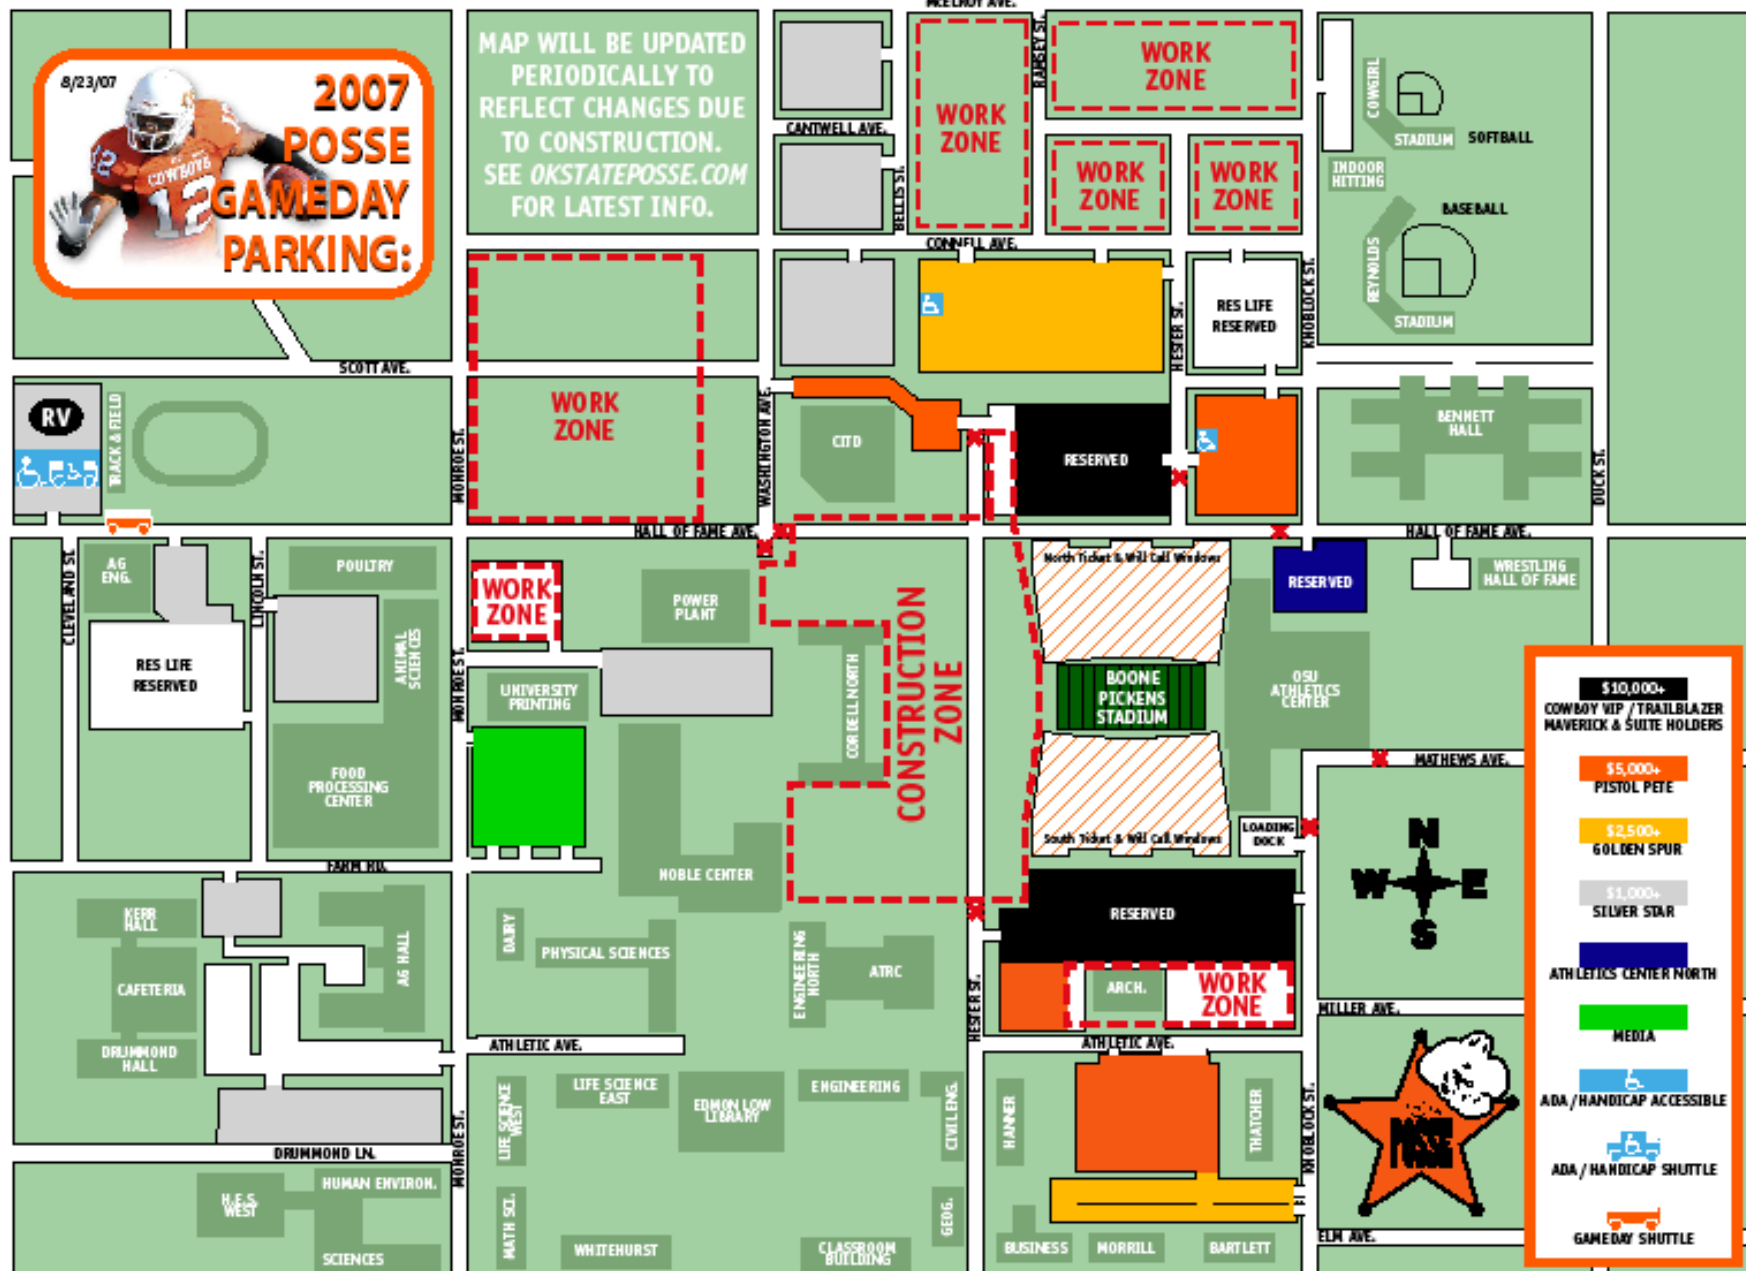 McELROY AVE.
8/23/07
2007
POSSE
GAMEDAY
PARKING:
COWBOYS
12
12
MAP WILL BE UPDATED
PERIODICALLY TO
REFLECT CHANGES DUE
TO CONSTRUCTION.
SEE OKSTATEPOSSE.COM
FOR LATEST INFO.
CANTWELL AVE.
BELLIS ST.
WORK
ZONE
RAMSEY ST.
WORK
ZONE
WORK
ZONE
WORK
ZONE
COWGIRL
STADIUM
SOFTBALL
INDOOR
HITTING
BASEBALL
REYNOLDS
STADIUM
CONNELL AVE.
HESTER ST.
RES LIFE
RESERVED
KNOBLOCK ST.
SCOTT AVE.
RV
TRACK & FIELD
MONROE ST.
WORK
ZONE
WASHINGTON AVE.
CITD
RESERVED
BENNETT
HALL
DUCK ST.
HALL OF FAME AVE.
HALL OF FAME AVE.
CLEVELAND ST.
AG
ENG.
LINCOLN ST.
POULTRY
WORK
ZONE
POWER
PLANT
North Ticket & Will Call Windows
RESERVED
WRESTLING
HALL OF FAME
RES LIFE
RESERVED
ANIMAL
SCIENCES
MONROE ST.
UNIVERSITY
PRINTING
CORDELL NORTH
CONSTRUCTION
ZONE
BOONE
PICKENS
STADIUM
OSU
ATHLETICS
CENTER
MATHEWS AVE.
FOOD
PROCESSING
CENTER
South Ticket & Will Call Windows
LOADING
DOCK
N
W E
S
FARM RD.
NOBLE CENTER
KERR
HALL
CAFETERIA
DRUMMOND
HALL
AG HALL
DAIRY
PHYSICAL SCIENCES
ENGINEERING
NORTH
ATRC
HESTER ST.
RESERVED
ARCH.
WORK
ZONE
MILLER AVE.
ATHLETIC AVE.
ATHLETIC AVE.
LIFE SCIENCE
WEST
LIFE SCIENCE
EAST
EDMON LOW
LIBRARY
ENGINEERING
CIVIL ENG.
HANNER
THATCHER
KNOBLOCK ST.
POSSE
POSSE
DRUMMOND LN.
MONROE ST.
H.E.S.
WEST
HUMAN ENVIRON.
SCIENCES
MATH SCI.
WHITEHURST
CLASSROOM
BUILDING
GEOG.
BUSINESS
MORRILL
BARTLETT
ELM AVE.
$10,000+
COWBOY VIP / TRAILBLAZER
MAVERICK & SUITE HOLDERS
$5,000+
PISTOL PETE
$2,500+
GOLDEN SPUR
$1,000+
SILVER STAR
ATHLETICS CENTER NORTH
MEDIA
ADA / HANDICAP ACCESSIBLE
ADA / HANDICAP SHUTTLE
GAMEDAY SHUTTLE